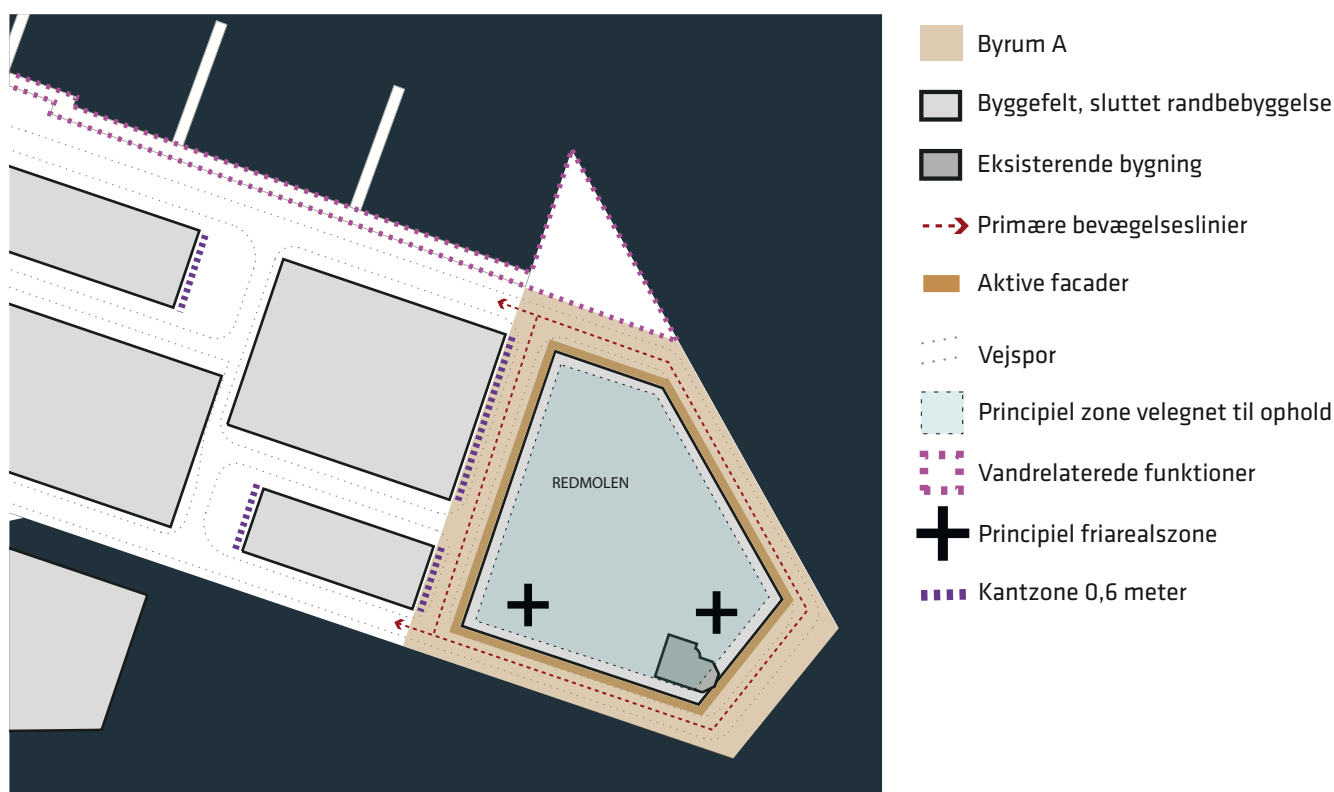 REDMOLEN
Byrum A
Byggefelt, sluttet randbebyggelse
Eksisterende bygning
Primære bevægelseslinier
Aktive facader
Vejspor
Principiel zone velegnet til ophold
Vandrelaterede funktioner
Principiel friarealszone
Kantzone 0,6 meter